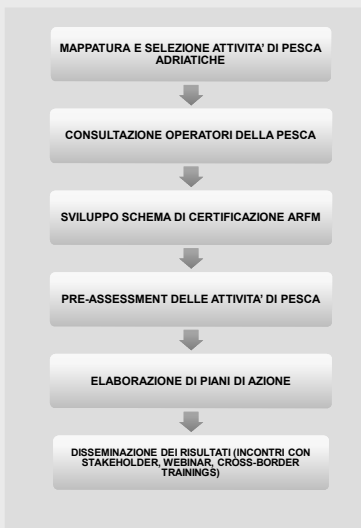 MAPPATURA E SELEZIONE ATTIVITA' DI PESCA
ADRIATICHE
CONSULTAZIONE OPERATORI DELLA PESCA
SVILUPPO SCHEMA DI CERTIFICAZIONE ARFM
PRE-ASSESSMENT DELLE ATTIVITA' DI PESCA
ELABORAZIONE DI PIANI DI AZIONE
DISSEMINAZIONE DEI RISULTATI (INCONTRI CON
STAKEHOLDER, WEBINAR, CROSS-BORDER
TRAININGS)